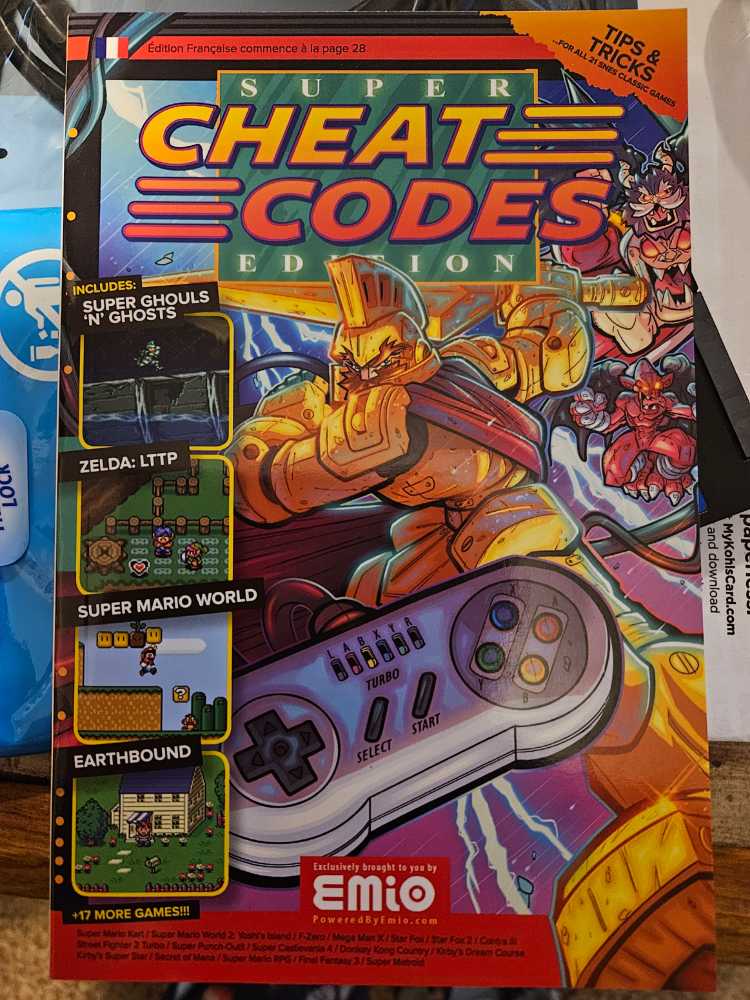 Édition Française commence à la page 28
TIPS &
TRICKS
...FOR ALL 21 SNES CLASSIC GAMES
SUPER
CHEAT
CODES
EDITION
INCLUDES:
SUPER GHOULS
'N' GHOSTS
ZELDA: LTTP
SUPER MARIO WORLD
EARTHBOUND
+17 MORE GAMES!!!
L A B X Y R
TURBO
SELECT
START
X
A
Y
B
Exclusively brought to you by
EMiO
PoweredByEmio.com
Super Mario Kart / Super Mario World 2: Yoshi's Island / F-Zero / Mega Man X / Star Fox / Star Fox 2 / Contra III
Street Fighter 2 Turbo / Super Punch-Out!! / Super Castlevania 4 / Donkey Kong Country / Kirby's Dream Course
Kirby's Super Star / Secret of Mana / Super Mario RPG / Final Fantasy 3 / Super Metroid
LOCK
MyKohlsCard.com
and download